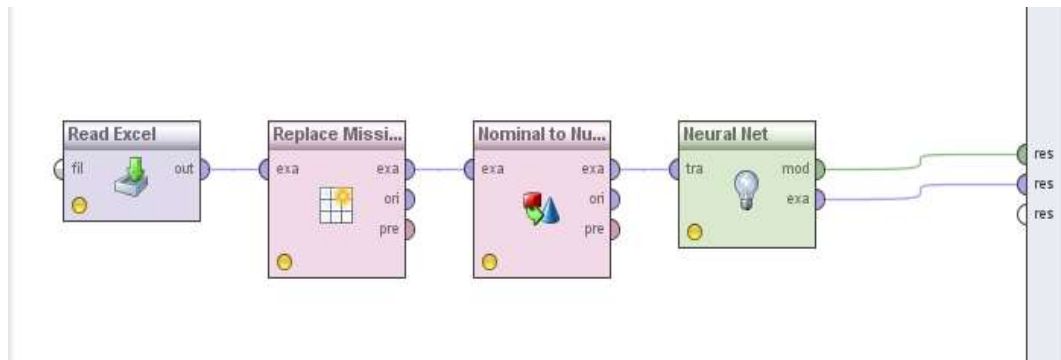 Read Excel
fil
out
Replace Missi...
exa
exa
ori
pre
Nominal to Nu...
exa
exa
ori
pre
Neural Net
tra
mod
exa
res
res
res